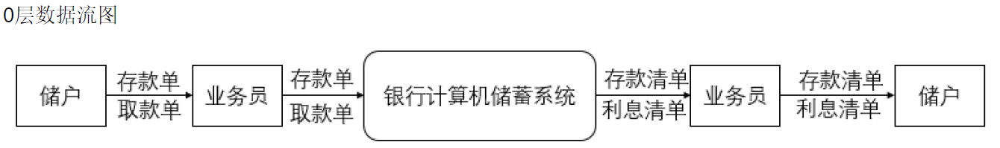 0层数据流图
储户
存款单
取款单
业务员
存款单
取款单
银行计算机储蓄系统
存款清单
利息清单
业务员
存款清单
利息清单
储户